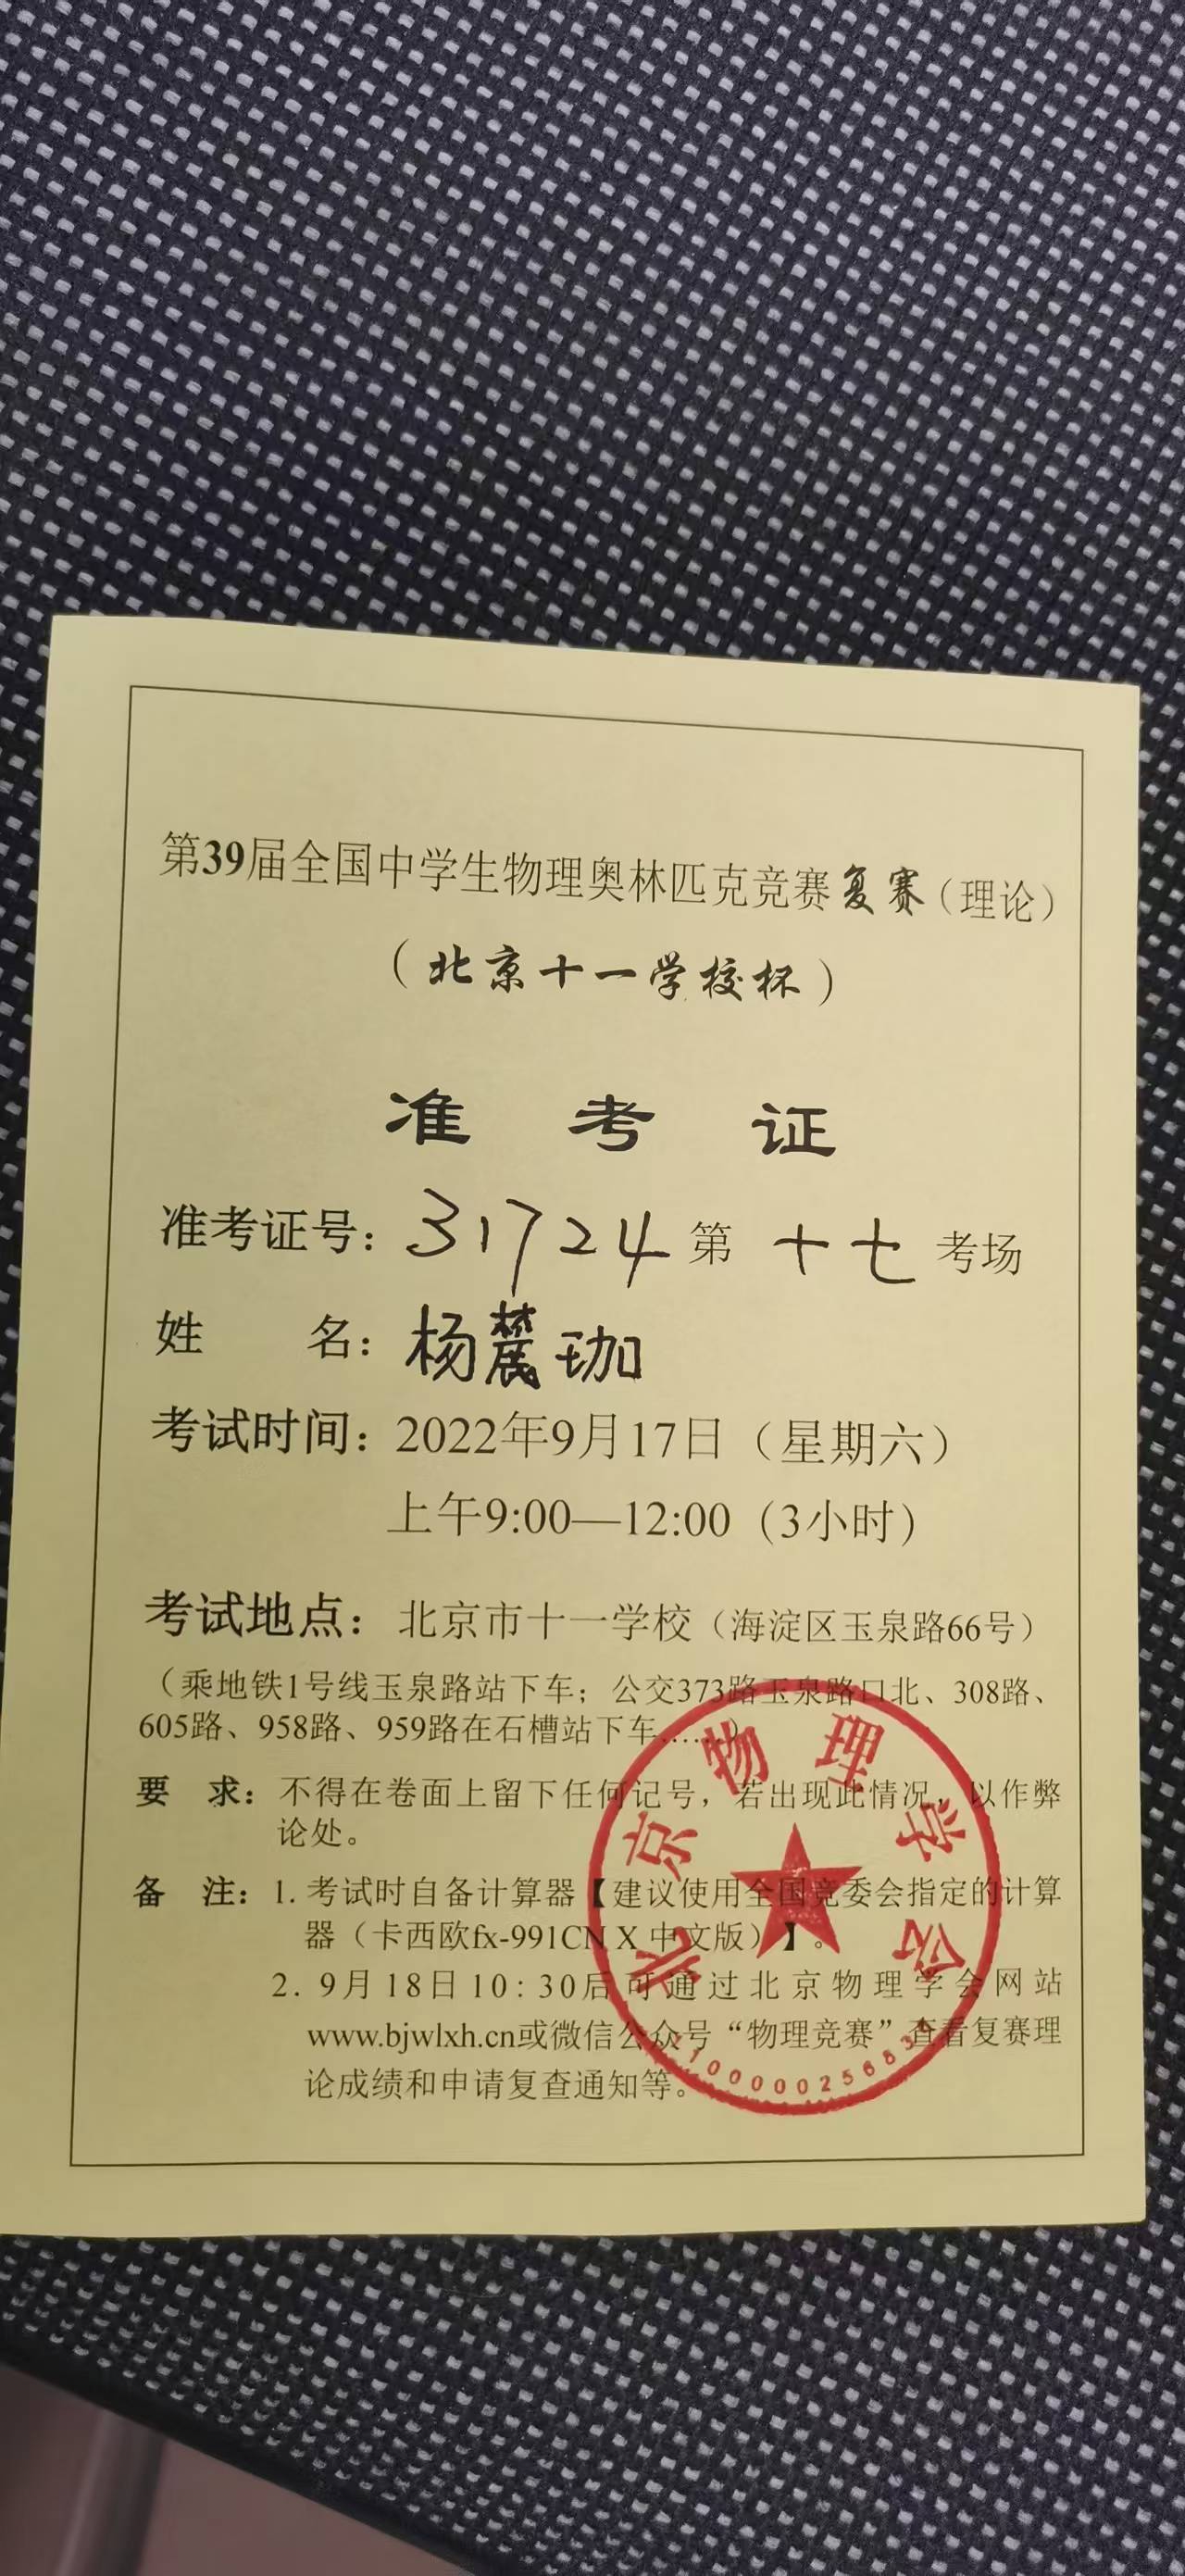 第39届全国中学生物理奥林匹克竞赛复赛（理论）
（北京十一学校杯）
准 考 证
准考证号：31724 第 十七 考场
姓 名：杨麓珈
考试时间：2022年9月17日（星期六）
上午9:00—12:00（3小时）
考试地点：北京市十一学校（海淀区玉泉路66号）
（乘地铁1号线玉泉路站下车；公交373路玉泉路口北、308路、
605路、958路、959路在石槽站下车……）
要 求：不得在卷面上留下任何记号，若出现此情况，以作弊
论处。
备 注：1. 考试时自备计算器【建议使用全国竞委会指定的计算
器（卡西欧fx-991CN X 中文版）】。
2. 9月18日10:30后可通过北京物理学会网站
www.bjwlxh.cn或微信公众号“物理竞赛”查看复赛理
论成绩和申请复查通知等。
北京物理学会